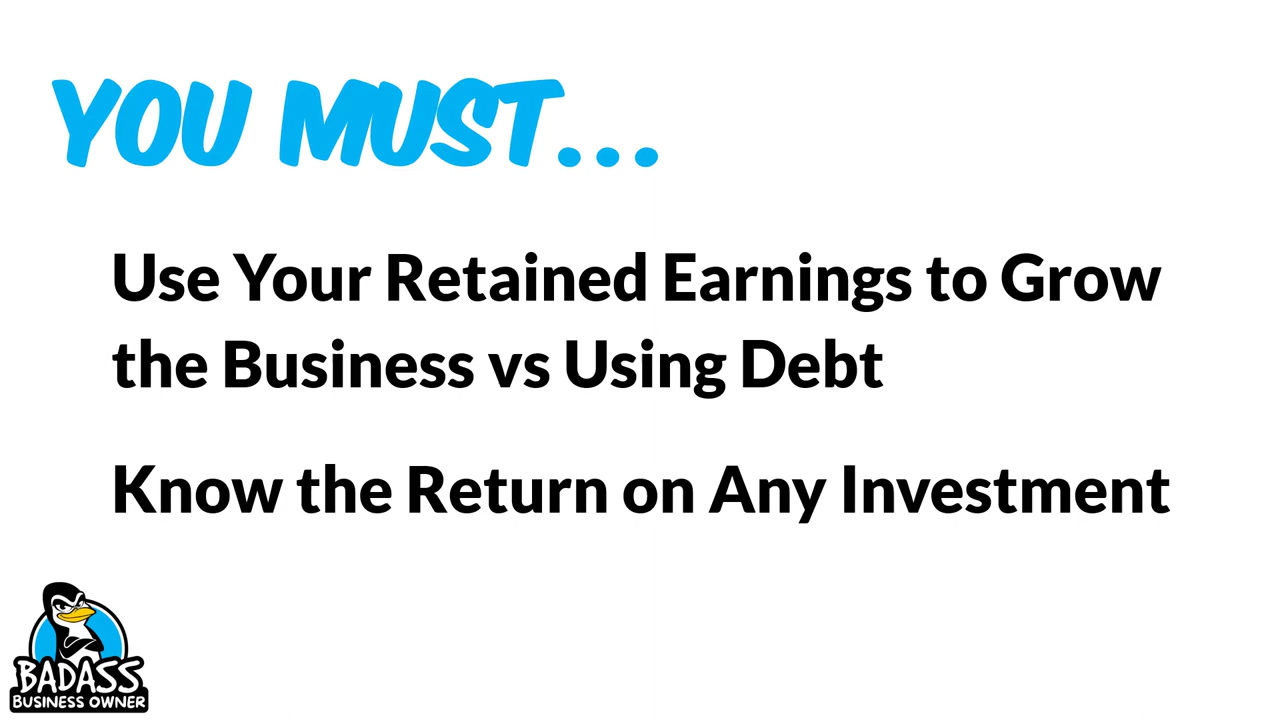 YOU MUST...
Use Your Retained Earnings to Grow
the Business vs Using Debt
Know the Return on Any Investment
BADASS
BUSINESS OWNER